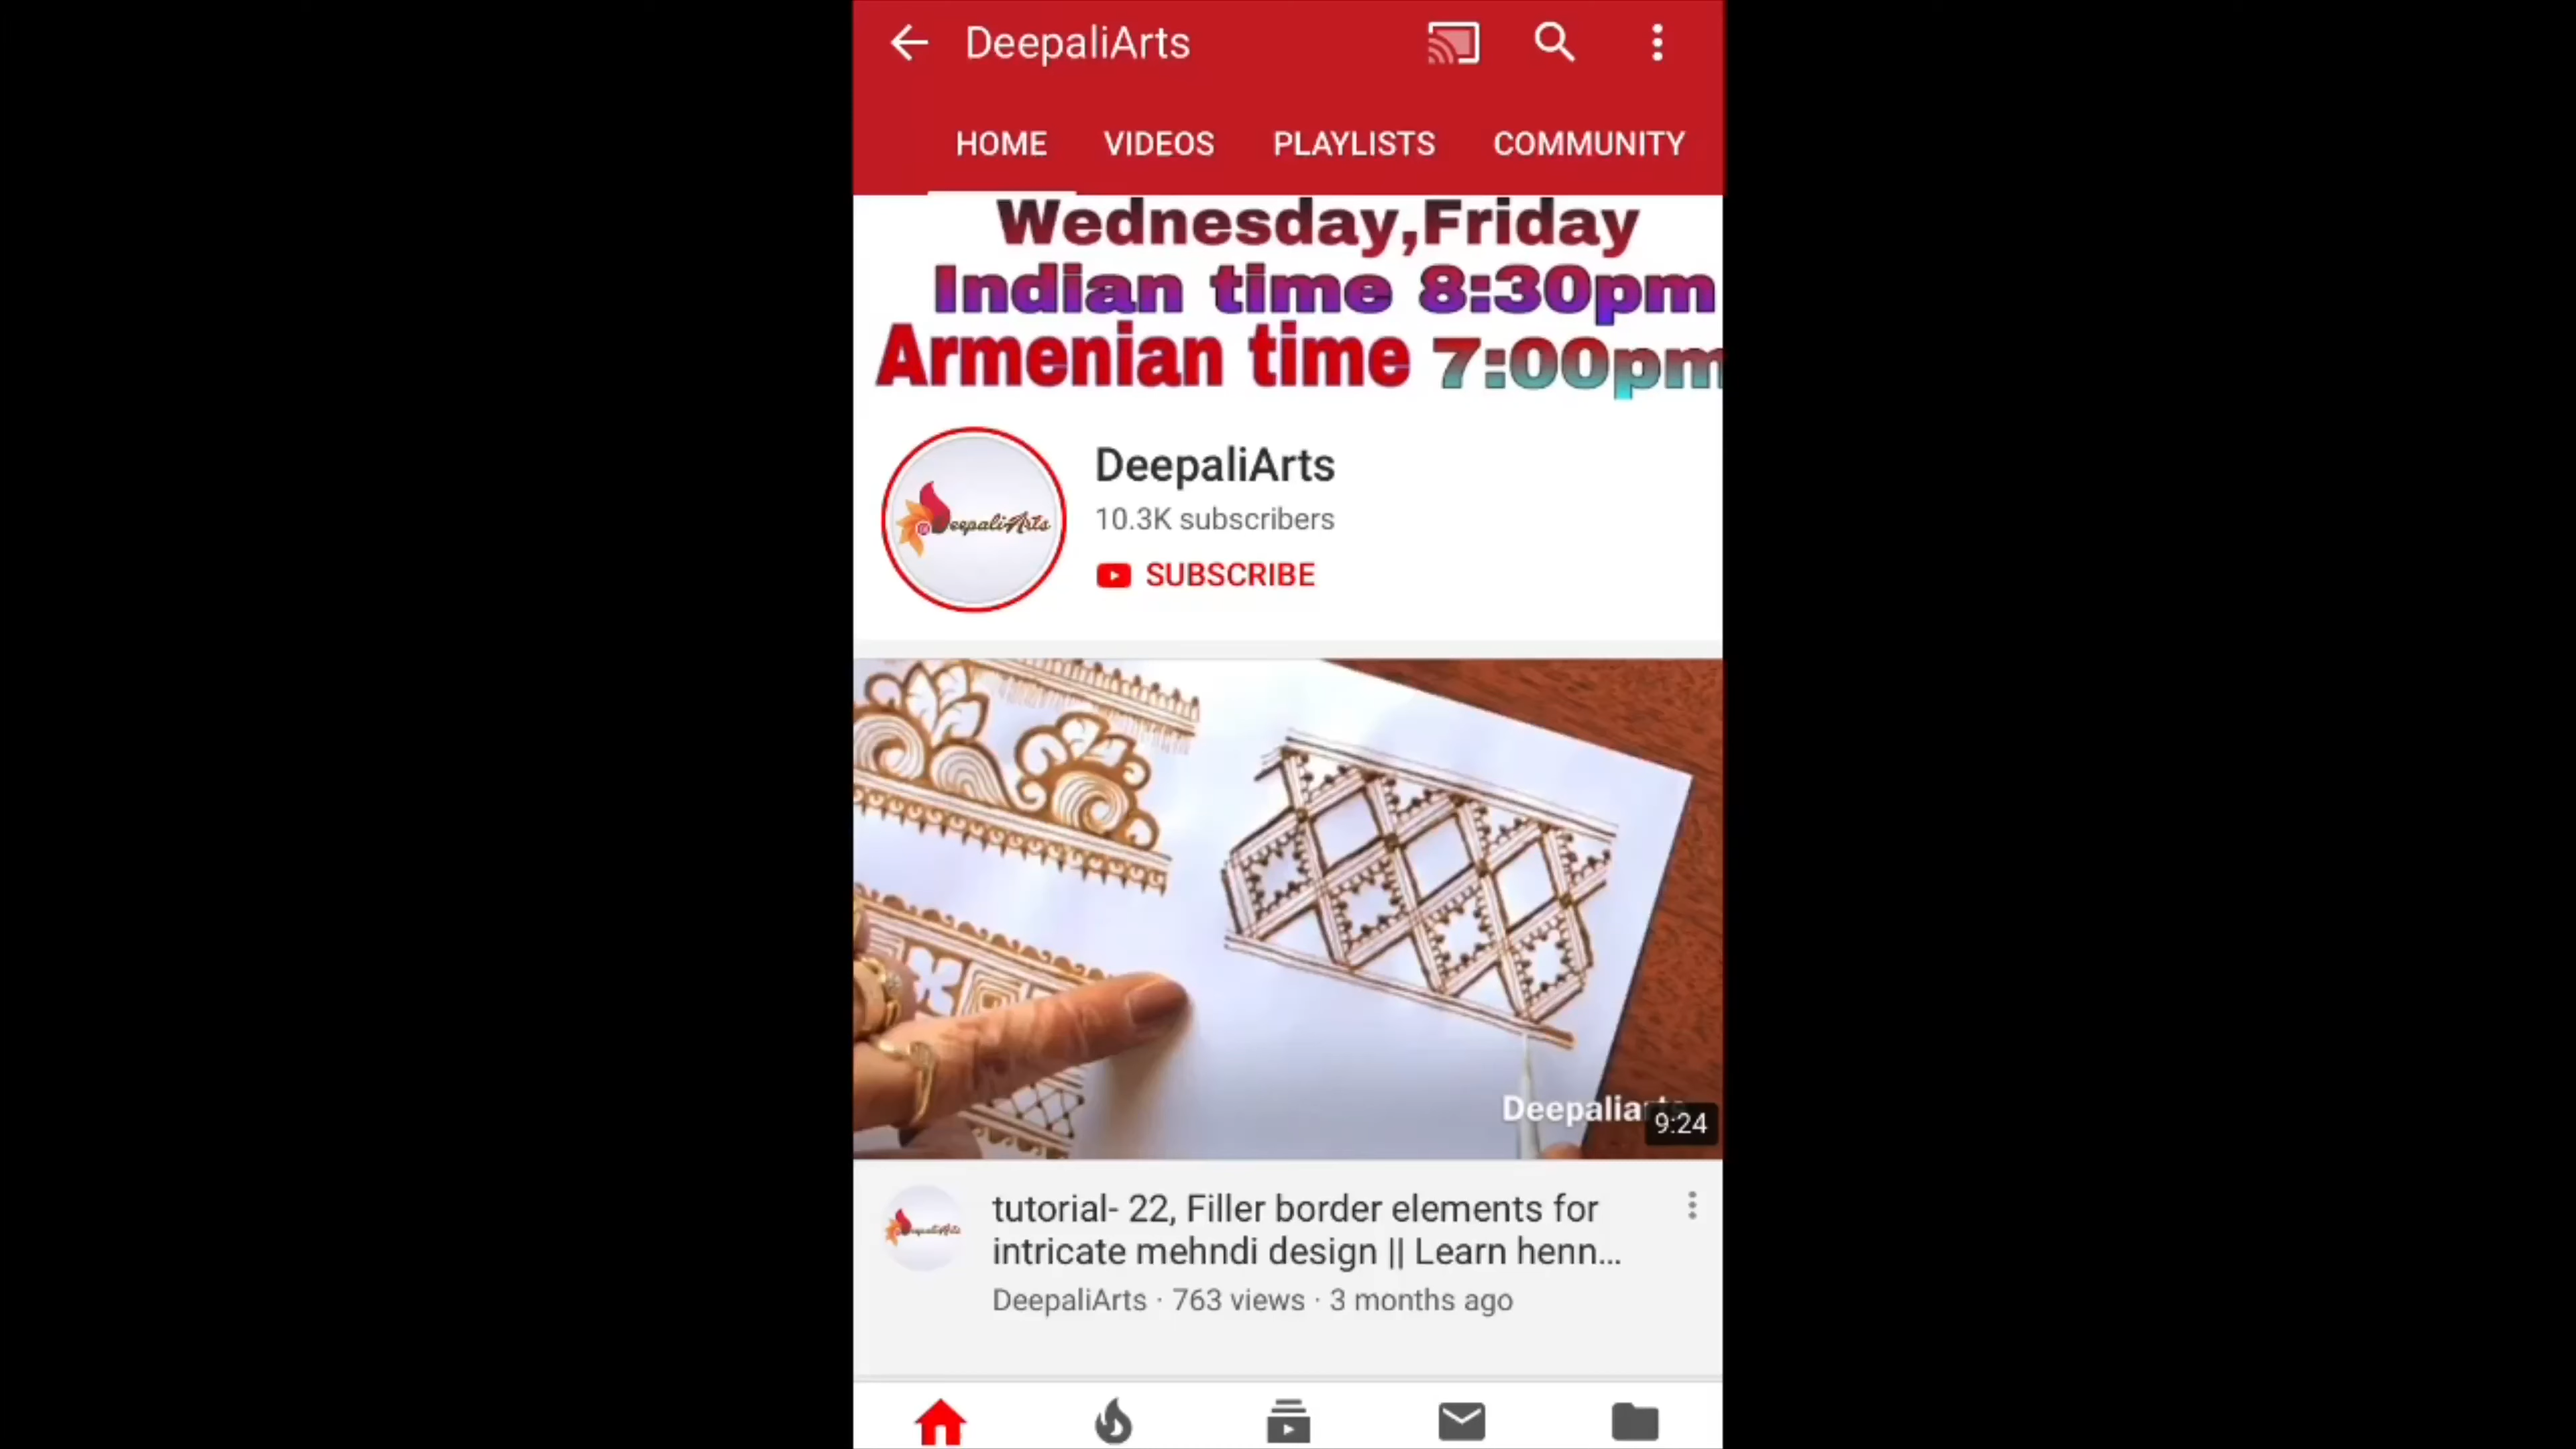 DeepaliArts
HOME VIDEOS PLAYLISTS COMMUNITY
Wednesday,Friday
Indian time 8:30pm
Armenian time 7:00pm
DeepaliArts
DeepaliArts
10.3K subscribers
SUBSCRIBE
9:24
tutorial- 22, Filler border elements for
intricate mehndi design || Learn henn...
DeepaliArts · 763 views · 3 months ago